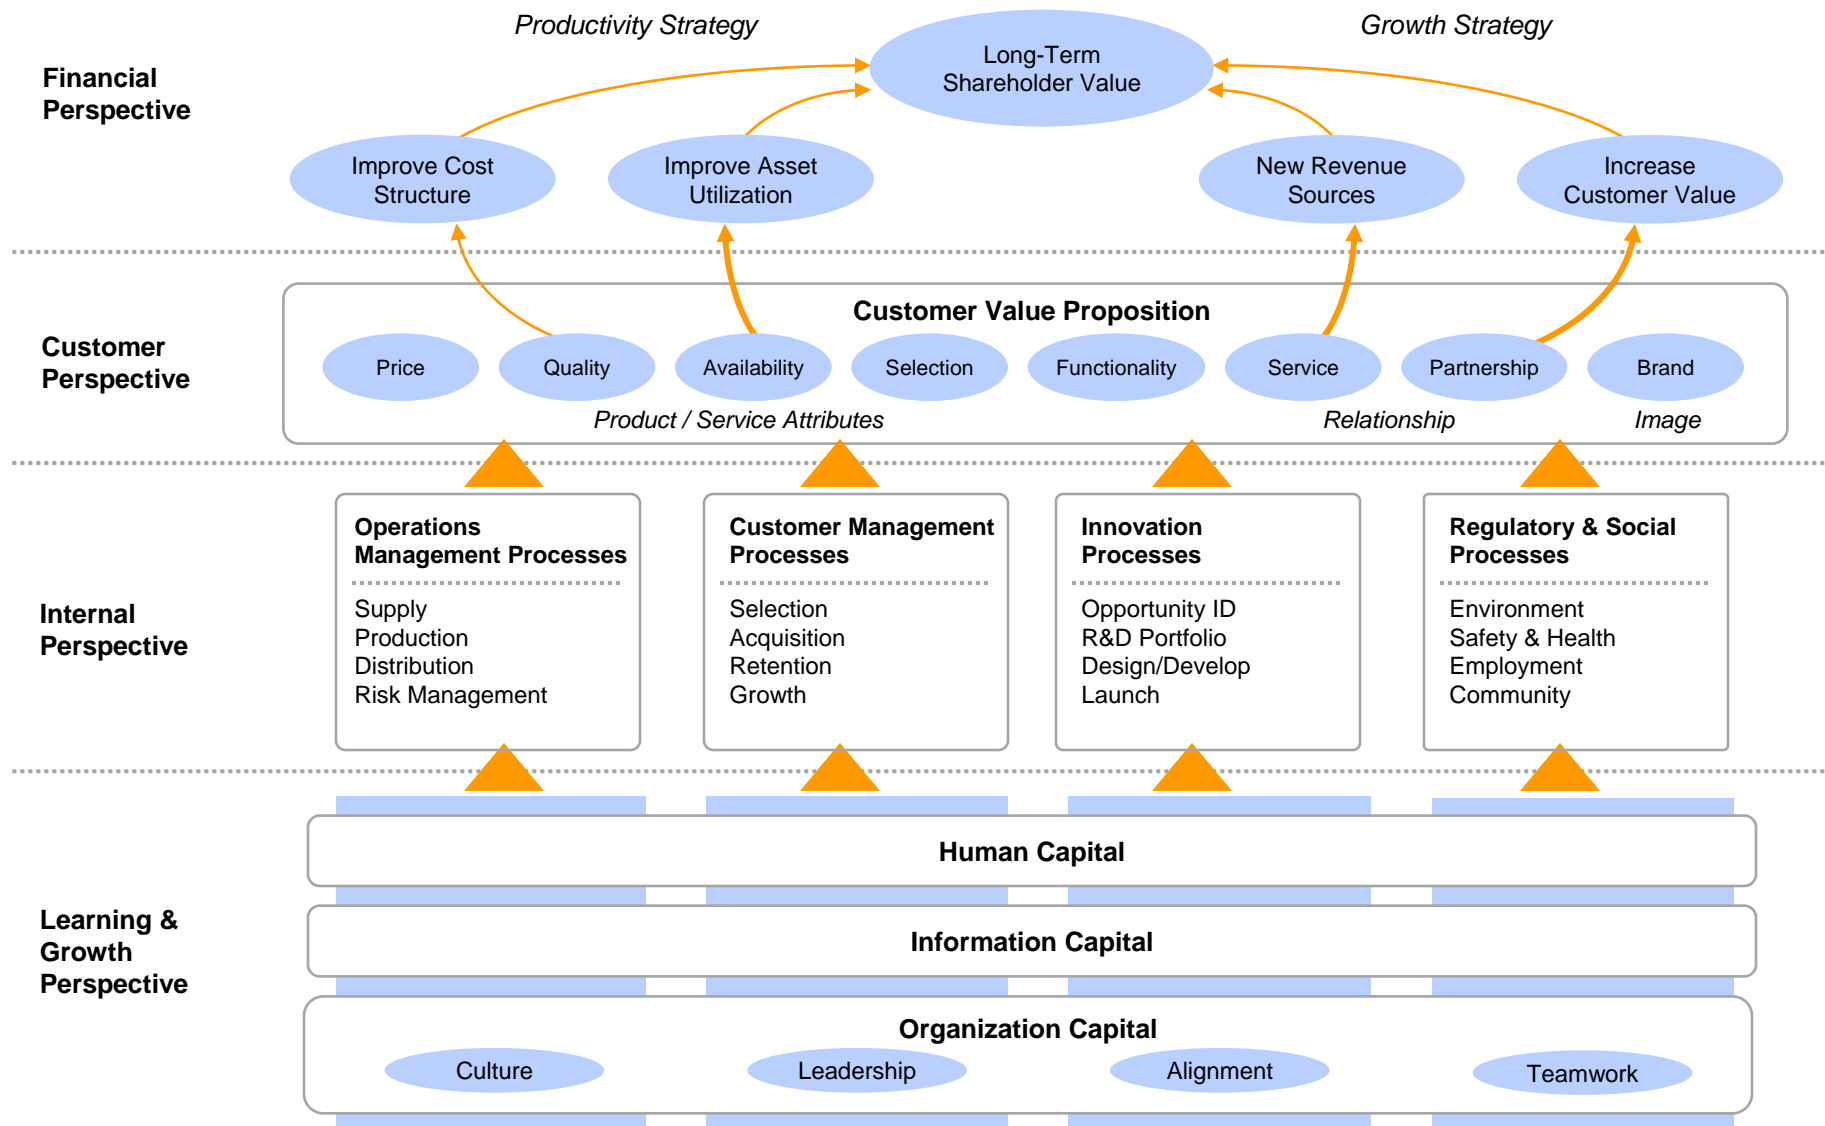 Productivity Strategy
Growth Strategy
Long-Term
Shareholder Value
Financial
Perspective
Improve Cost
Structure
Improve Asset
Utilization
New Revenue
Sources
Increase
Customer Value
Customer Value Proposition
Customer
Perspective
Price
Quality
Availability
Selection
Functionality
Service
Partnership
Brand
Product / Service Attributes
Relationship
Image
Internal
Perspective
Operations
Management Processes
Supply
Production
Distribution
Risk Management
Customer Management
Processes
Selection
Acquisition
Retention
Growth
Innovation
Processes
Opportunity ID
R&D Portfolio
Design/Develop
Launch
Regulatory & Social
Processes
Environment
Safety & Health
Employment
Community
Learning &
Growth
Perspective
Human Capital
Information Capital
Organization Capital
Culture
Leadership
Alignment
Teamwork